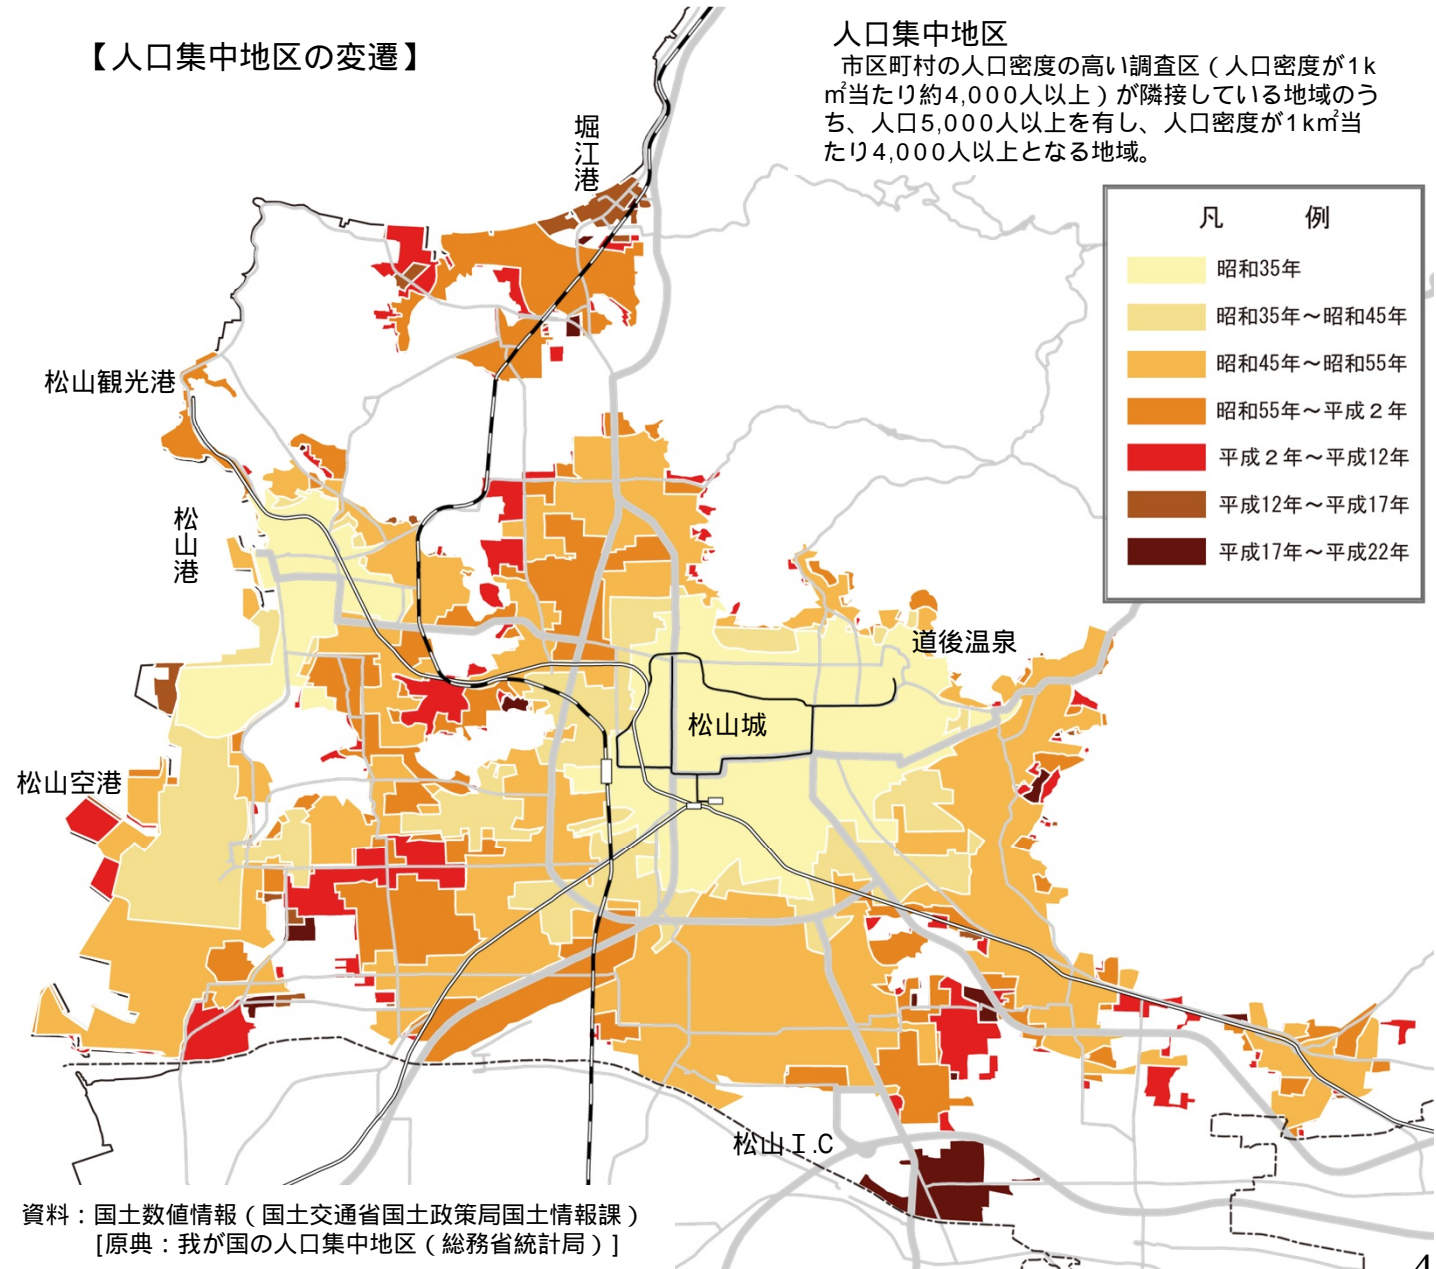 【人口集中地区の変遷】
人口集中地区
市区町村の人口密度の高い調査区（人口密度が1k
㎡当たり約4,000人以上）が隣接している地域のう
ち、人口5,000人以上を有し、人口密度が1k㎡当
たり4,000人以上となる地域。
堀江港
凡 例
昭和35年
昭和35年～昭和45年
昭和45年～昭和55年
昭和55年～平成２年
平成２年～平成12年
平成12年～平成17年
平成17年～平成22年
松山観光港
松山港
道後温泉
松山城
松山空港
松山Ｉ.C
資料：国土数値情報（国土交通省国土政策局国土情報課）
[原典：我が国の人口集中地区（総務省統計局）]
4